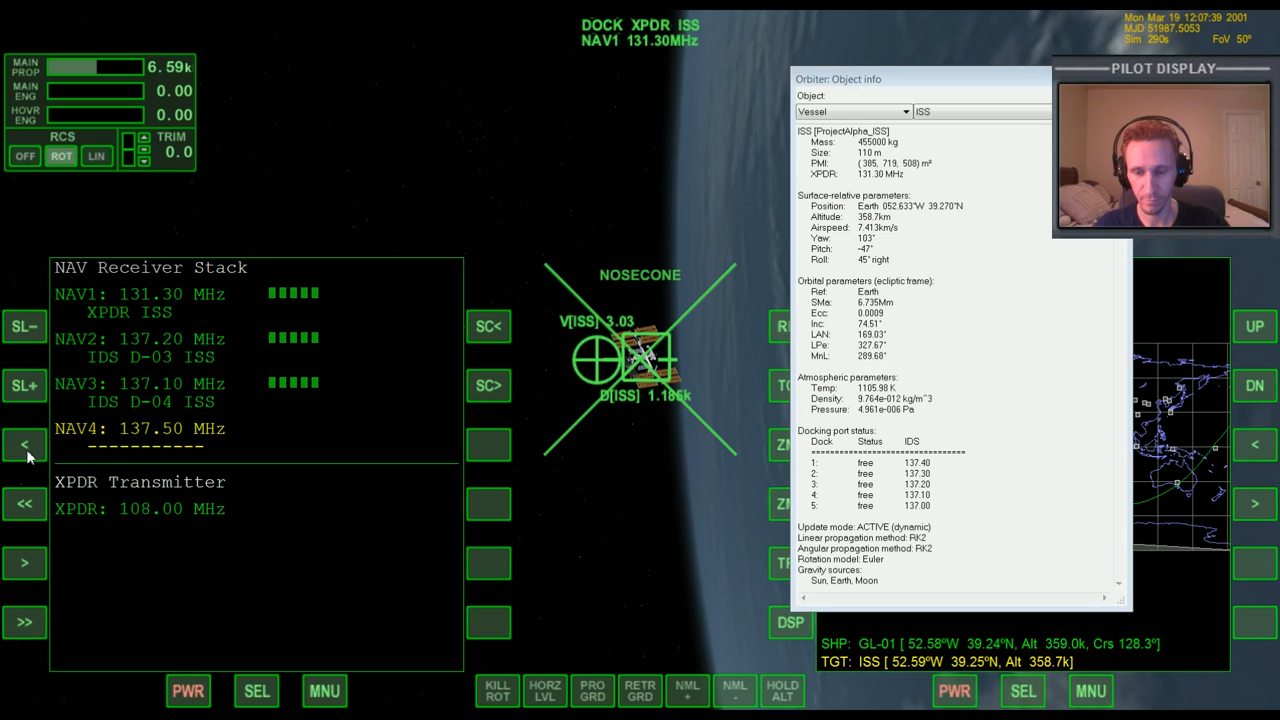 DOCK XPDR ISS
NAV1 131.30MHz
Mon Mar 19 12:07:39 2001
MJD 51987.5053
Sim 290s FoV 50°
MAIN PROP 6.59k
MAIN ENG 0.00
HOVR ENG 0.00
RCS TRIM
OFF ROT LIN 0.0
PILOT DISPLAY
Orbiter: Object info
Object:
Vessel ISS
ISS [ProjectAlpha_ISS]
Mass: 455000 kg
Size: 110 m
PMI: ( 385, 719, 508) m²
XPDR: 131.30 MHz
Surface-relative parameters:
Position: Earth 052.633°W 39.270°N
Altitude: 358.7km
Airspeed: 7.413km/s
Yaw: 103°
Pitch: -47°
Roll: 45° right
Orbital parameters (ecliptic frame):
Ref: Earth
SMa: 6.735Mm
Ecc: 0.0009
Inc: 74.51°
LAN: 169.03°
LPe: 327.67°
MnL: 289.68°
Atmospheric parameters:
Temp: 1105.98 K
Density: 9.764e-012 kg/m^3
Pressure: 4.961e-006 Pa
Docking port status:
Dock Status IDS
==================================
1: free 137.40
2: free 137.30
3: free 137.20
4: free 137.10
5: free 137.00
Update mode: ACTIVE (dynamic)
Linear propagation method: RK2
Angular propagation method: RK2
Rotation model: Euler
Gravity sources:
Sun, Earth, Moon
NAV Receiver Stack
NAV1: 131.30 MHz
XPDR ISS
NAV2: 137.20 MHz
IDS D-03 ISS
NAV3: 137.10 MHz
IDS D-04 ISS
NAV4: 137.50 MHz
-----------
XPDR Transmitter
XPDR: 108.00 MHz
SL-
SL+
<
<<
>
>>
SC<
SC>
PWR SEL MNU
NOSECONE
V[ISS] 3.03
D[ISS] 1.185k
KILL ROT
HORZ LVL
PRO GRD
RETR GRD
NML +
NML -
HOLD ALT
DSP
UP
DN
<
>
SHP: GL-01 [ 52.58ºW 39.24ºN, Alt 359.0k, Crs 128.3º]
TGT: ISS [ 52.59ºW 39.25ºN, Alt 358.7k]
PWR SEL MNU